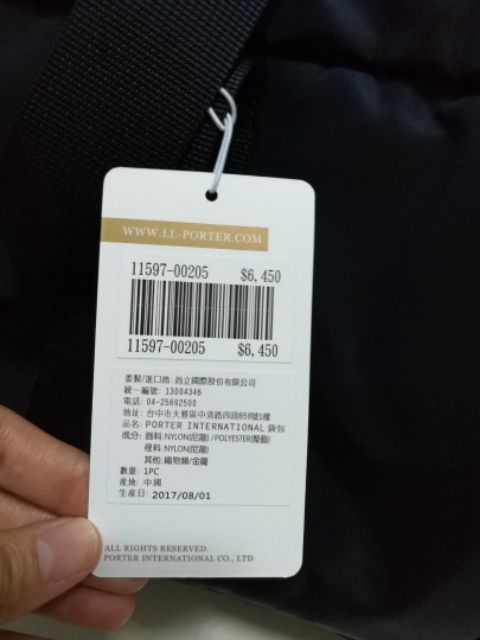 WWW.LL-PORTER.COM
11597-00205 $6,450
11597-00205 $6,450
委製/進口商: 尚立國際股份有限公司
統一編號: 13004346
電話: 04-25692500
地址: 台中市大雅區中清路四段858號1樓
品名: PORTER INTERNATIONAL 袋包
成分: 面料:NYLON(尼龍) /POLYESTER(聚酯)
裡料:NYLON(尼龍)
其他:織物類/金屬
數量: 1PC
產地: 中國
生產日: 2017/08/01
ALL RIGHTS RESERVED.
PORTER INTERNATIONAL CO., LTD